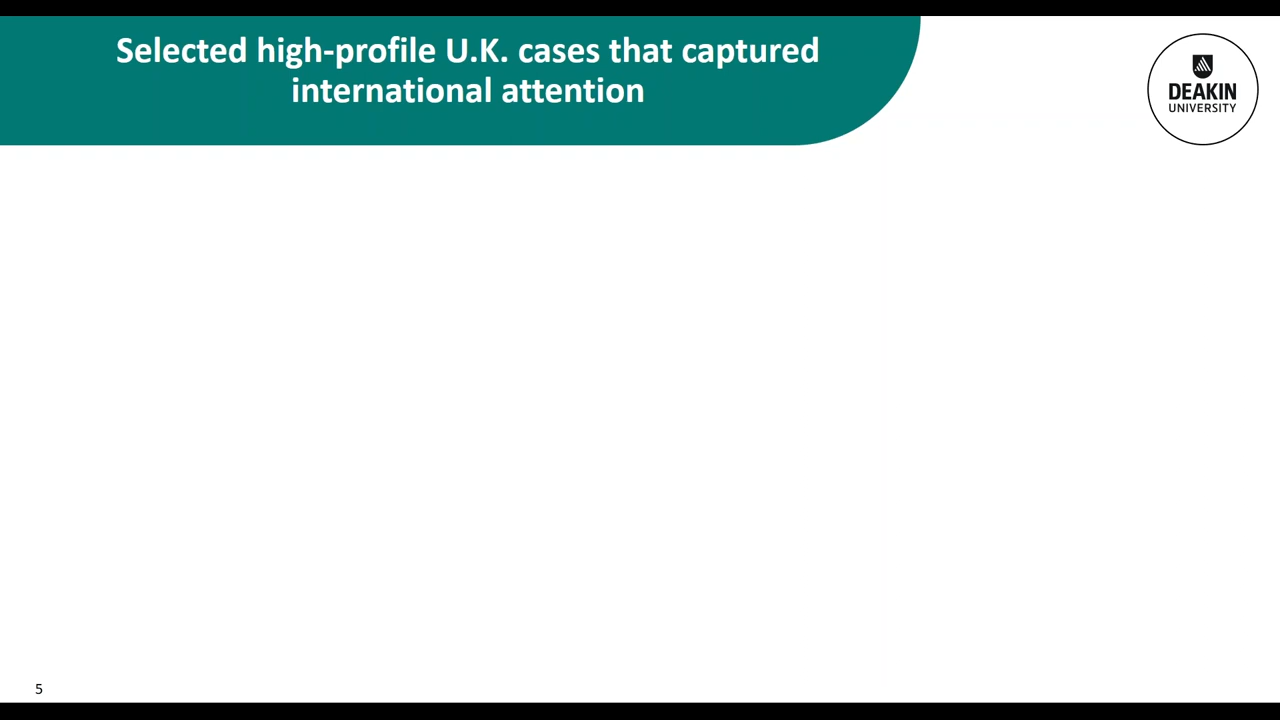 Selected high-profile U.K. cases that captured
international attention
DEAKIN
UNIVERSITY
5